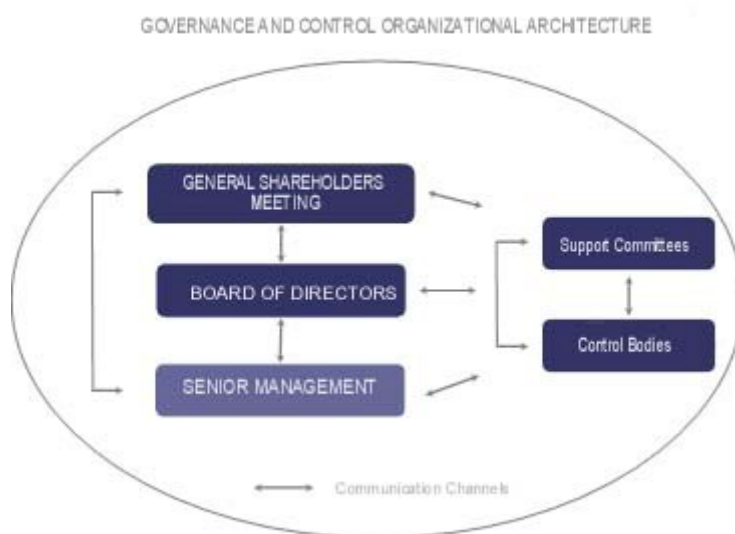 GOVERNANCE AND CONTROL ORGANIZATIONAL ARCHITECTURE
GENERAL SHAREHOLDERS
MEETING
BOARD OF DIRECTORS
SENIOR MANAGEMENT
Support Committees
Control Bodies
Communication Channels